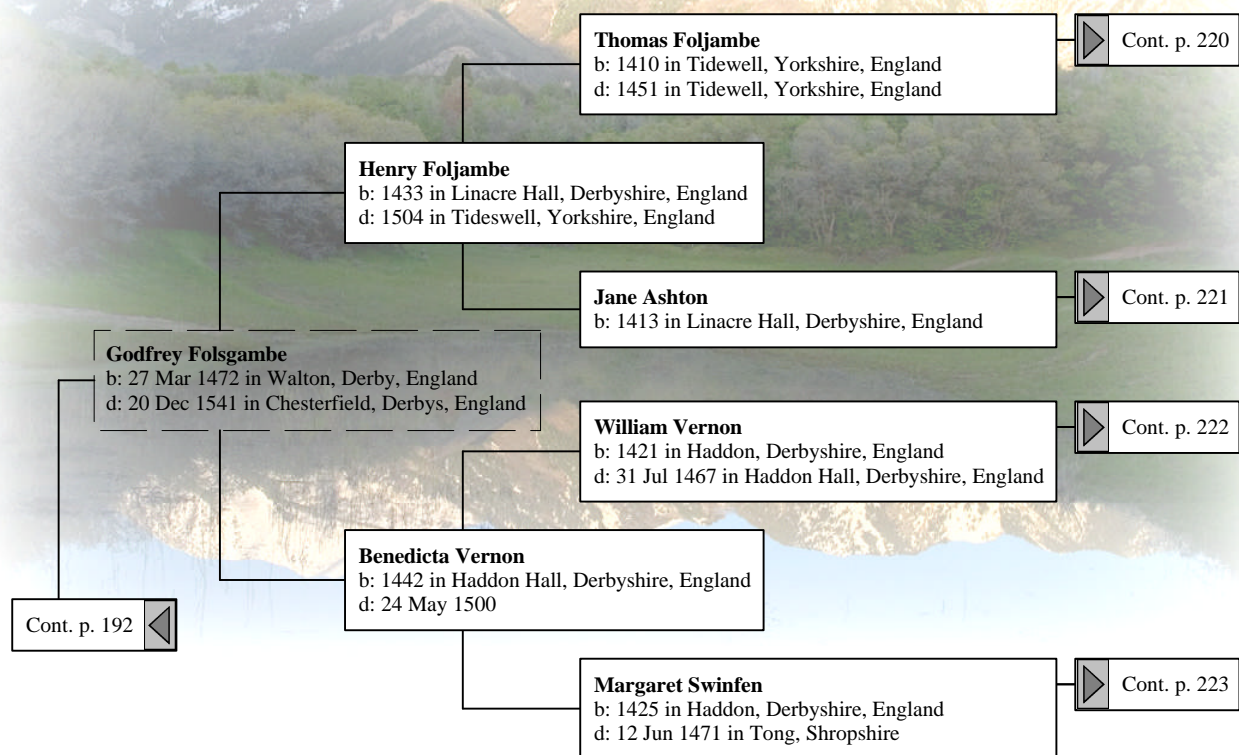 Thomas Foljambe
b: 1410 in Tidewell, Yorkshire, England
d: 1451 in Tidewell, Yorkshire, England
Cont. p. 220
Henry Foljambe
b: 1433 in Linacre Hall, Derbyshire, England
d: 1504 in Tideswell, Yorkshire, England
Jane Ashton
b: 1413 in Linacre Hall, Derbyshire, England
Cont. p. 221
Godfrey Folsgambe
b: 27 Mar 1472 in Walton, Derby, England
d: 20 Dec 1541 in Chesterfield, Derbys, England
William Vernon
b: 1421 in Haddon, Derbyshire, England
d: 31 Jul 1467 in Haddon Hall, Derbyshire, England
Cont. p. 222
Benedicta Vernon
b: 1442 in Haddon Hall, Derbyshire, England
d: 24 May 1500
Cont. p. 192
Margaret Swinfen
b: 1425 in Haddon, Derbyshire, England
d: 12 Jun 1471 in Tong, Shropshire
Cont. p. 223